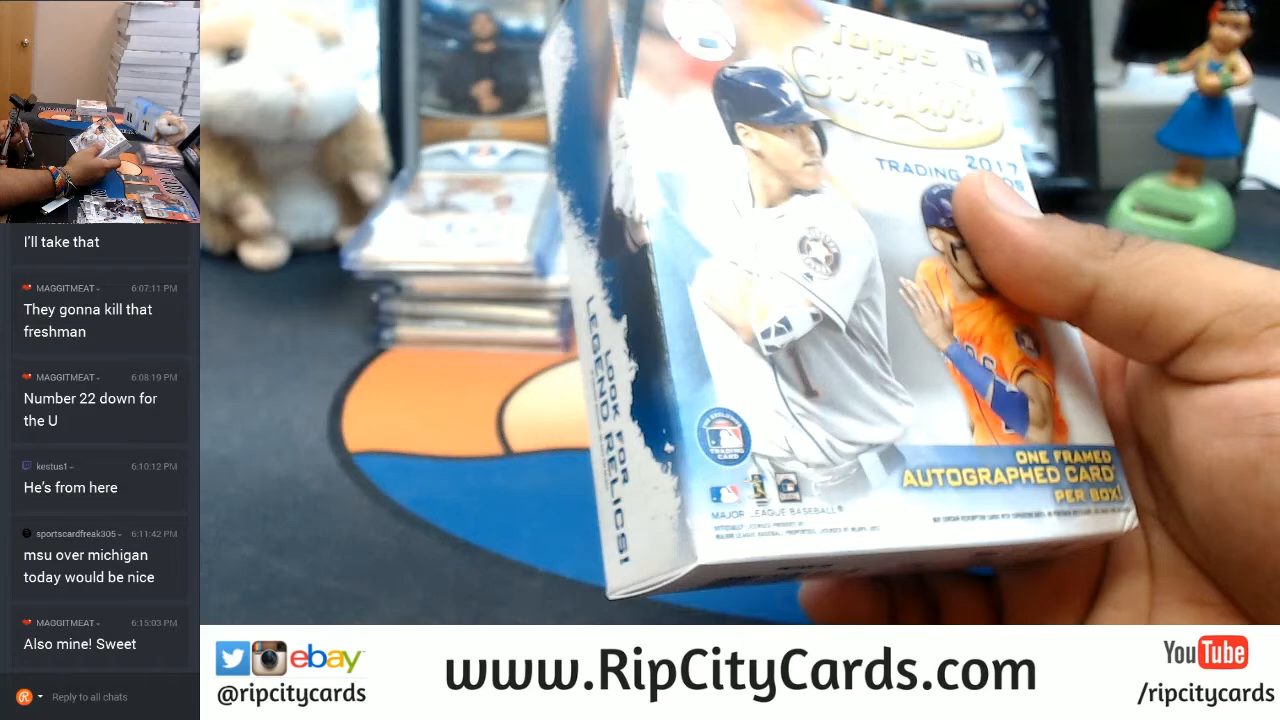 I'll take that
MAGGITMEAT
6:07:11 PM
They gonna kill that
freshman
MAGGITMEAT
6:08:19 PM
Number 22 down for
the U
kestus1
6:10:12 PM
He's from here
sportscardfreak305
6:11:42 PM
msu over michigan
today would be nice
MAGGITMEAT
6:15:03 PM
Also mine! Sweet
Reply to all chats
Topps
Gold Label
H
2017
TRADING
LOOK FOR
LEGEND RELICS!
ONE FRAMED
AUTOGRAPHED CARD
PER BOX!
MAJOR LEAGUE BASEBALL®
ebay
@ripcitycards
www.RipCityCards.com
YouTube
/ripcitycards